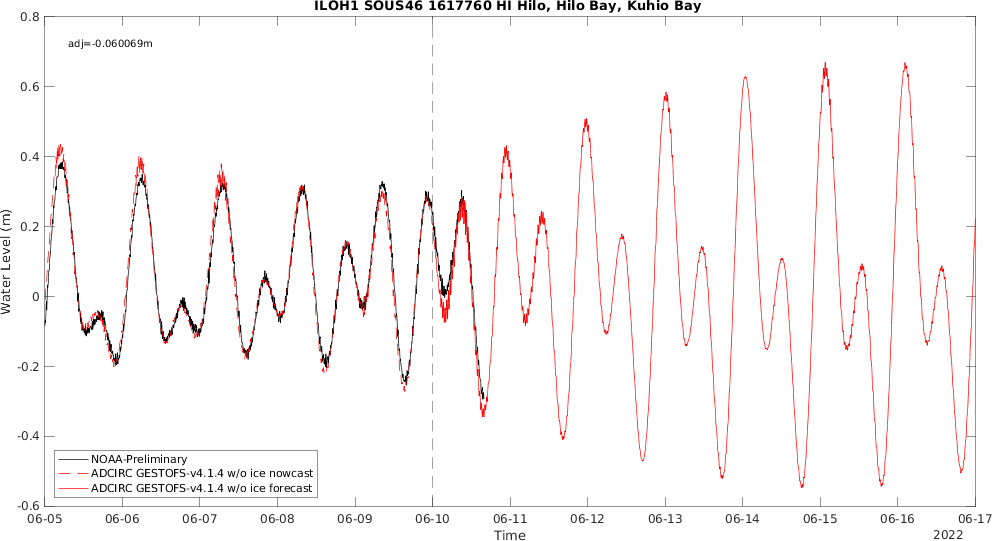 ILOH1 SOUS46 1617760 HI Hilo, Hilo Bay, Kuhio Bay
adj=-0.060069m
0.8
0.6
0.4
0.2
0
-0.2
-0.4
-0.6
Water Level (m)
NOAA-Preliminary
ADCIRC GESTOFS-v4.1.4 w/o ice nowcast
ADCIRC GESTOFS-v4.1.4 w/o ice forecast
06-05 06-06 06-07 06-08 06-09 06-10 06-11 06-12 06-13 06-14 06-15 06-16 06-17
Time
2022